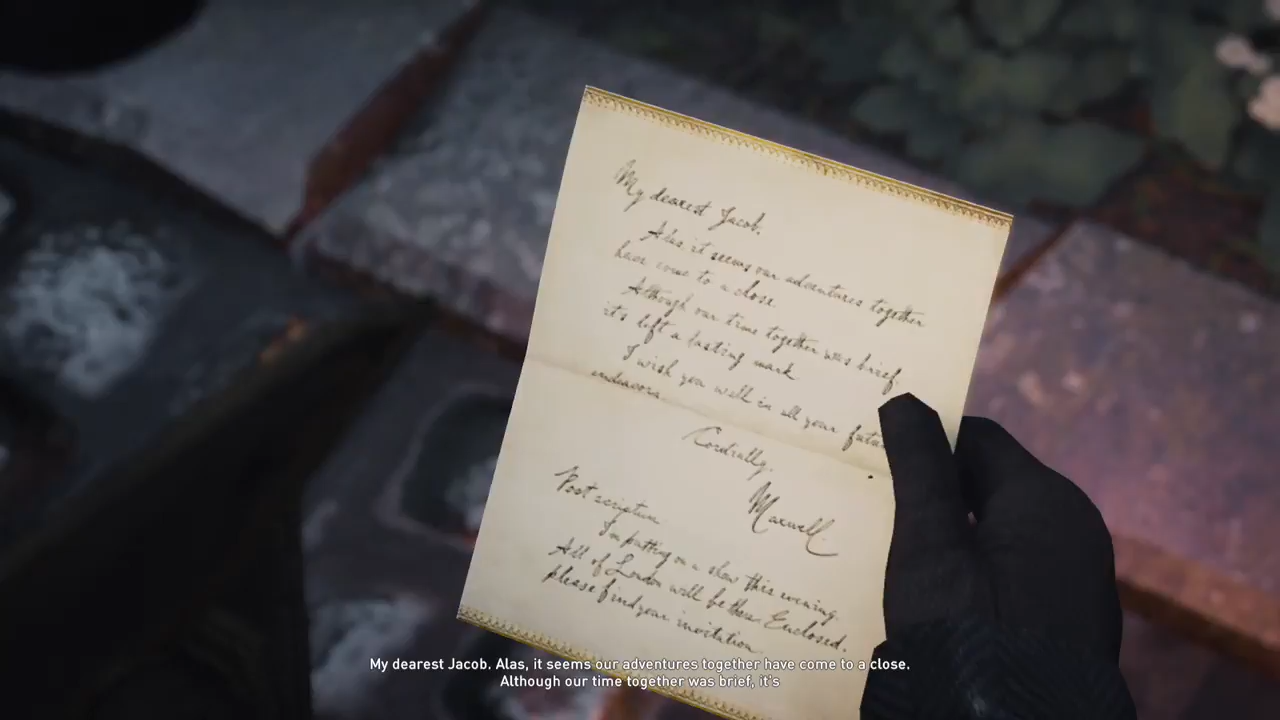 My dearest Jacob.
Alas it seems our adventures together
have come to a close.
Although our time together was brief,
it's left a lasting mark
I wish you well in all your futu
endeavors.
Cordially,
Maxwell.
Post scriptum
I'm putting on a show this evening.
All of London will be there Enclosed,
please find your invitation
My dearest Jacob. Alas, it seems our adventures together have come to a close.
Although our time together was brief, it's